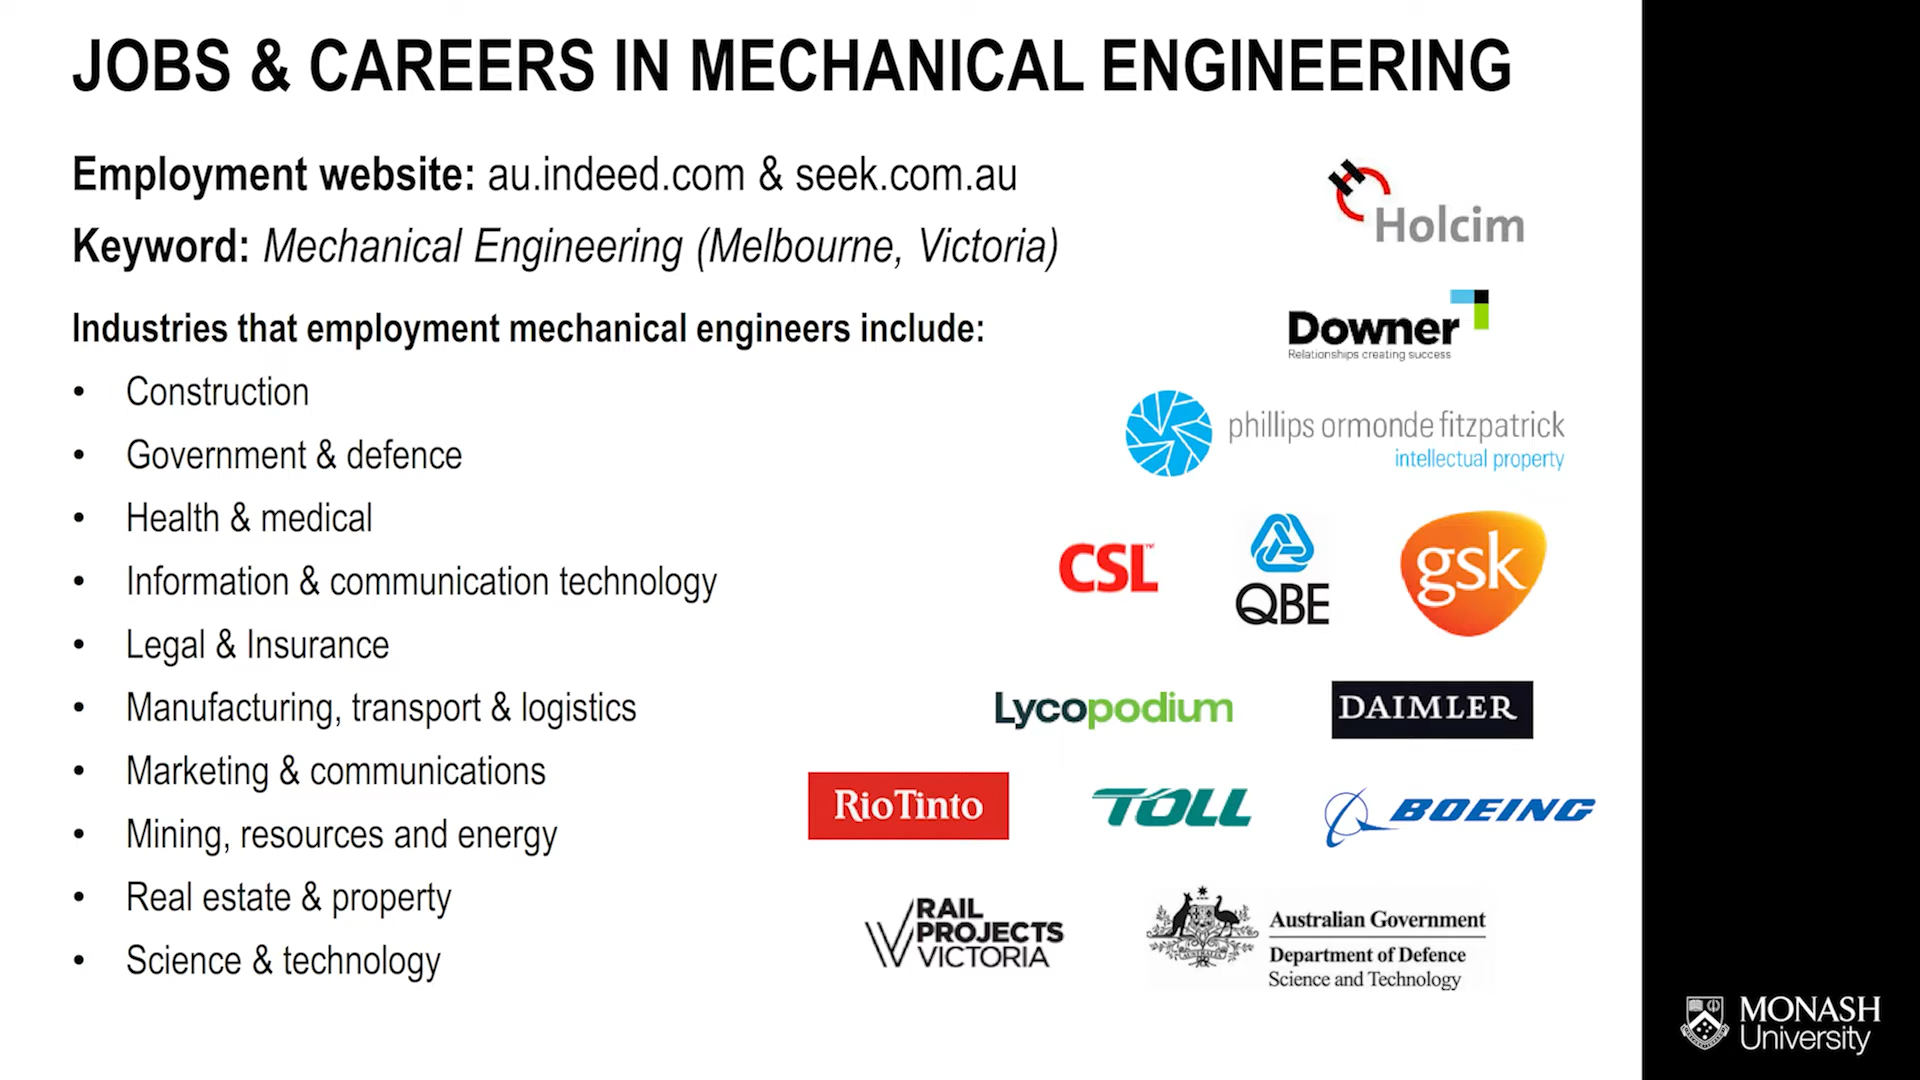 JOBS & CAREERS IN MECHANICAL ENGINEERING
Employment website: au.indeed.com & seek.com.au
Keyword: Mechanical Engineering (Melbourne, Victoria)
Industries that employment mechanical engineers include:
• Construction
• Government & defence
• Health & medical
• Information & communication technology
• Legal & Insurance
• Manufacturing, transport & logistics
• Marketing & communications
• Mining, resources and energy
• Real estate & property
• Science & technology
H
Holcim
Downer
Relationships creating success
phillips ormonde fitzpatrick
intellectual property
CSL™
QBE
gsk
Lycopodium
DAIMLER
RioTinto
TOLL
BOEING
RAIL
PROJECTS
VICTORIA
AUSTRALIA
Australian Government
Department of Defence
Science and Technology
MONASH
University